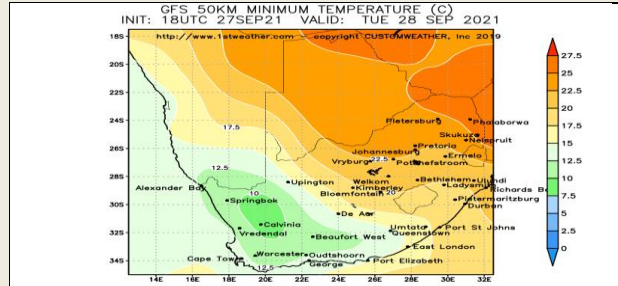 GFS 50KM MINIMUM TEMPERATURE (C)
INIT: 18UTC 27SEP21 VALID: TUE 28 SEP 2021
http://www.1stweather.com — copyright CUSTOMWEATHER, Inc 2019
18S
20S
22S
24S
26S
28S
30S
32S
34S
14E 16E 18E 20E 22E 24E 26E 28E 30E 32E
Pietersburg Phalaborwa
Skukuza
Nelspruit
Pretoria
Johannesburg
Ermelo
Vryburg 22.5 Potchefstroom
17.5
12.5
Bethlehem Ulundi
Welkom
Ladysmith
Richards Ba
Upington
Kimberley
Bloemfontein 20
Alexander Bay
10
Springbok
Pietermaritzburg
Durban
De Aar
Calvinia
Vredendal
Beaufort West
Umtata Port St Johns
Queenstown
East London
Cape Town Worcester Oudtshoorn
12.5 George Port Elizabeth
27.5
25
22.5
20
17.5
15
12.5
10
7.5
5
2.5
0